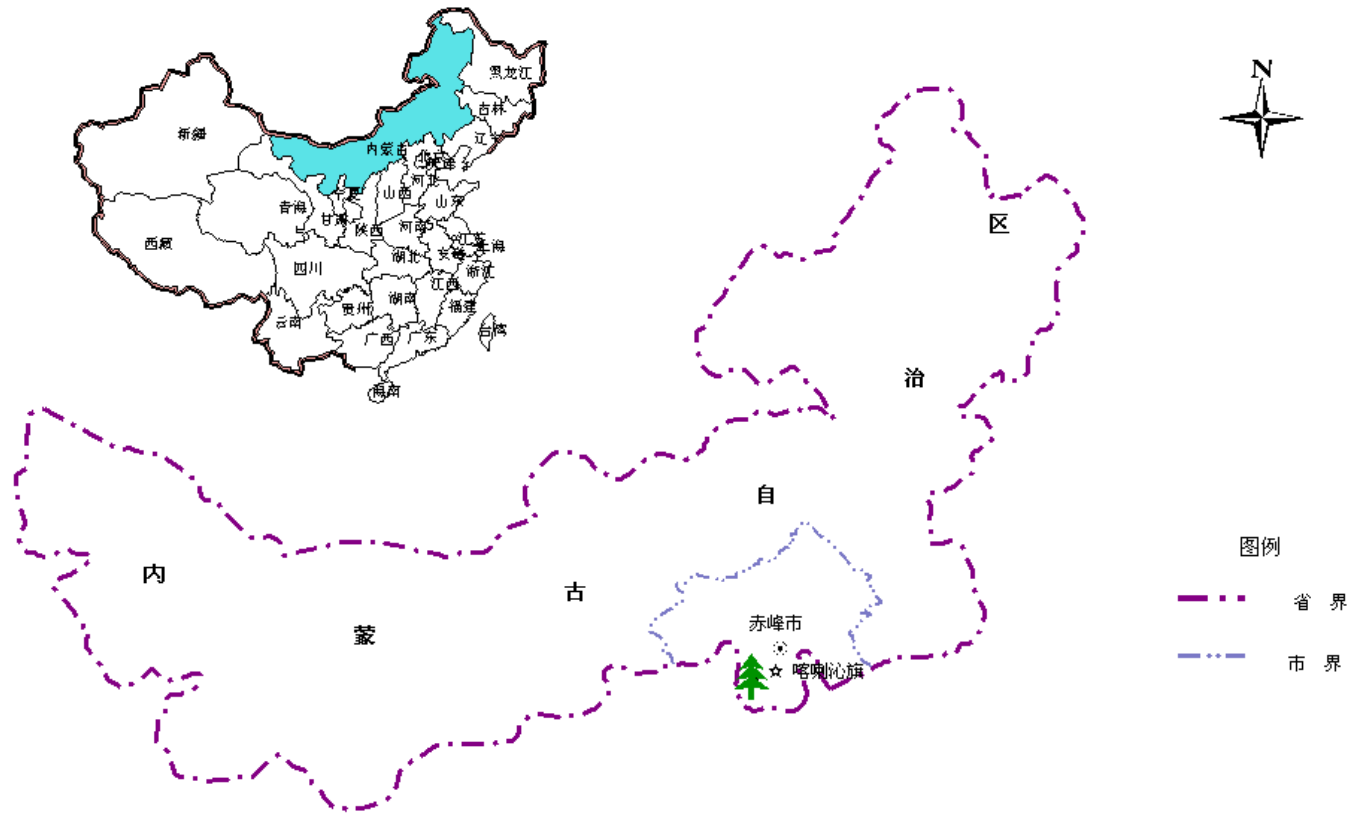 黑龙江
吉林
辽宁
新疆
内蒙古
北京
天津
河北
宁夏
山西
山东
青海
甘肃
陕西
河南
江苏
上海
西藏
四川
湖北
安徽
浙江
江西
贵州
湖南
福建
云南
广西
广东
台湾
海南
N
区
治
自
古
蒙
内
赤峰市
喀喇沁旗
图例
省 界
市 界